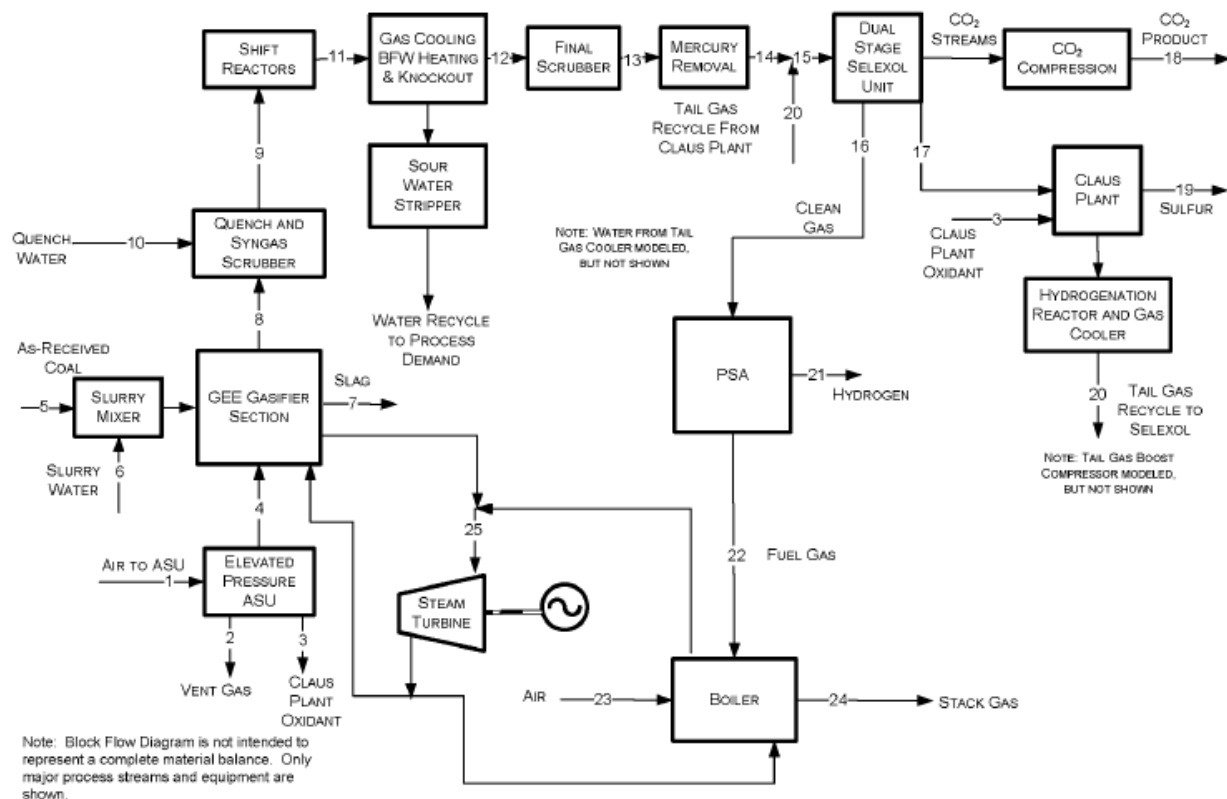 SHIFT
REACTORS
11
GAS COOLING
BFW HEATING
& KNOCKOUT
12
FINAL
SCRUBBER
13
MERCURY
REMOVAL
14
15
DUAL
STAGE
SELEXOL
UNIT
CO2
STREAMS
CO2
COMPRESSION
CO2
PRODUCT
18
TAIL GAS
RECYCLE FROM
CLAUS PLANT
20
16
17
9
SOUR
WATER
STRIPPER
CLAUS
PLANT
19
SULFUR
3
CLAUS
PLANT
OXIDANT
CLEAN
GAS
NOTE: WATER FROM TAIL
GAS COOLER MODELED,
BUT NOT SHOWN
QUENCH
WATER
10
QUENCH AND
SYNGAS
SCRUBBER
HYDROGENATION
REACTOR AND GAS
COOLER
WATER RECYCLE
TO PROCESS
DEMAND
8
AS-RECEIVED
COAL
5
SLURRY
MIXER
GEE GASIFIER
SECTION
SLAG
7
PSA
21
HYDROGEN
20
TAIL GAS
RECYCLE TO
SELEXOL
NOTE: TAIL GAS BOOST
COMPRESSOR MODELED,
BUT NOT SHOWN
SLURRY
WATER
6
4
25
22
FUEL GAS
AIR TO ASU
1
ELEVATED
PRESSURE
ASU
STEAM
TURBINE
2
3
VENT GAS
CLAUS
PLANT
OXIDANT
AIR
23
BOILER
24
STACK GAS
Note: Block Flow Diagram is not intended to
represent a complete material balance. Only
major process streams and equipment are
shown.